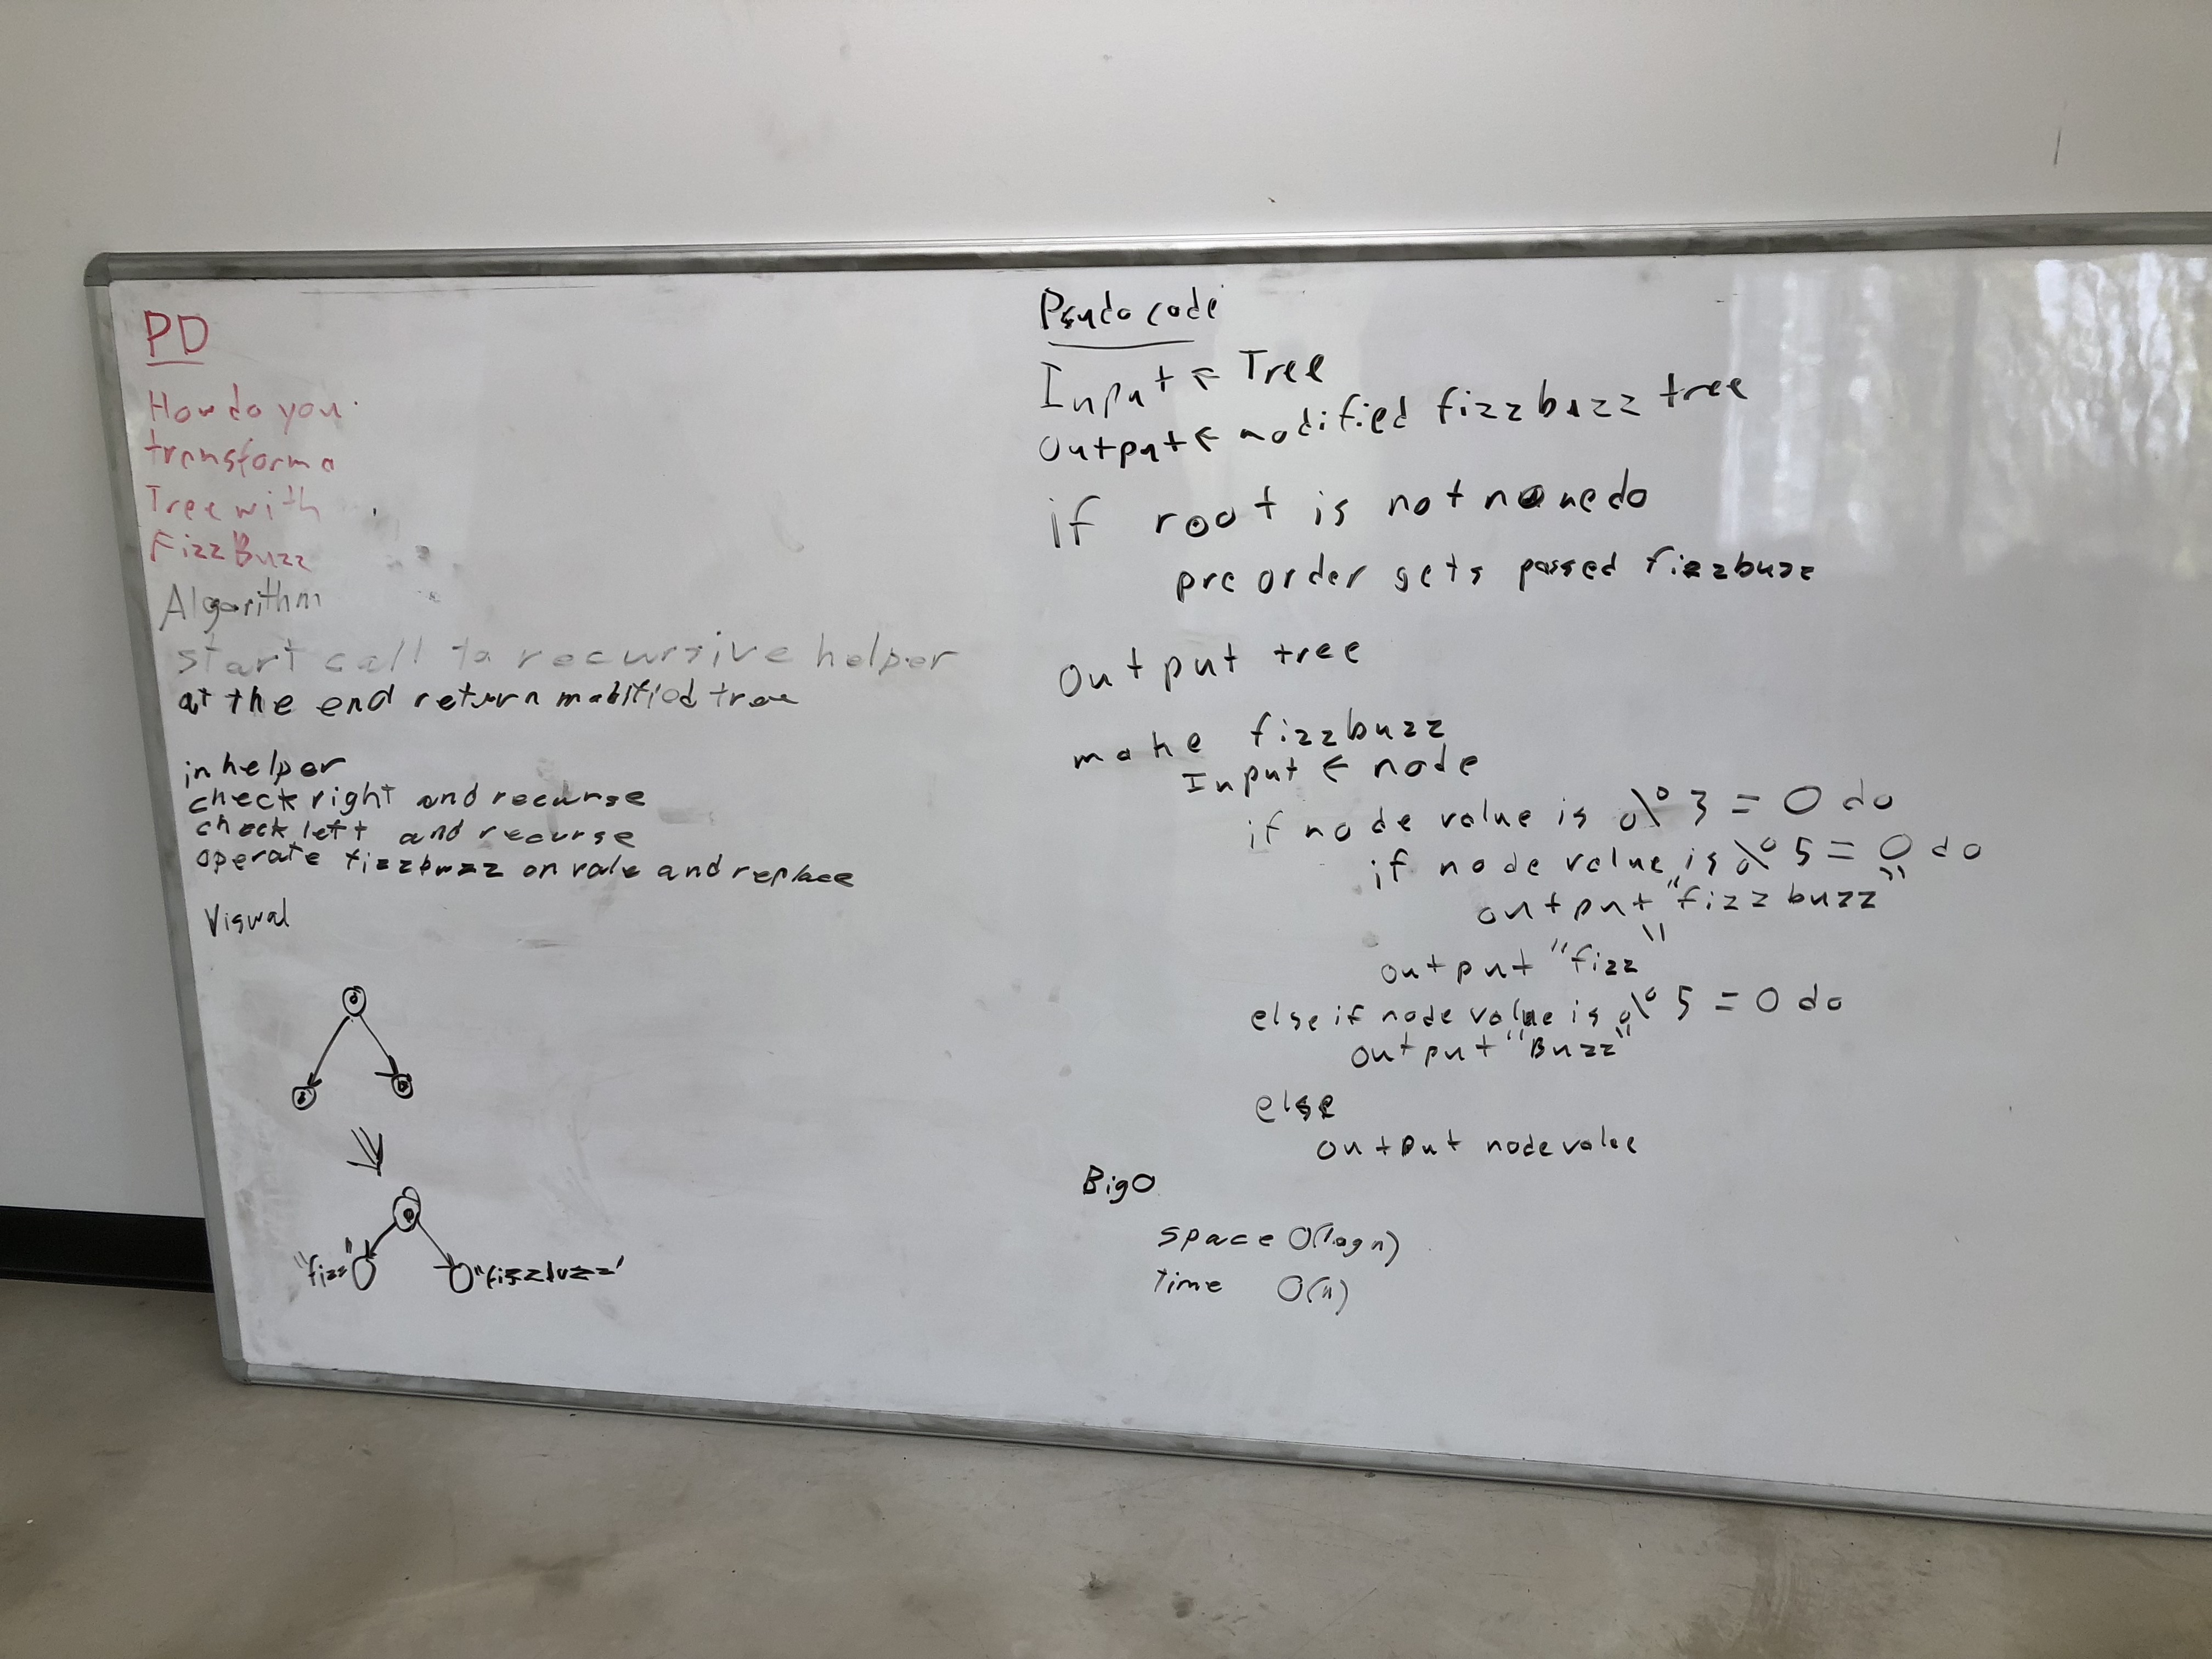 PD
How do you
transform a
Tree with
FizzBuzz
Algorithm
start call to recursive helper
at the end return modified tree
in helper
check right and recurse
check left and recurse
operate fizzbuzz on vale and replace
Visual
"fizz"
"fizzbuzz"
Psudo code
Input ← Tree
Output ← modified fizzbuzz tree
if root is not none do
pre order gets passed fizzbuzz
output tree
make fizzbuzz
Input ← node
if node value is % 3 = 0 do
if node value is % 5 = 0 do
output "fizzbuzz"
output "fizz"
else if node value is % 5 = 0 do
output "Buzz"
else
output node value
Big O
space O(log n)
time O(n)